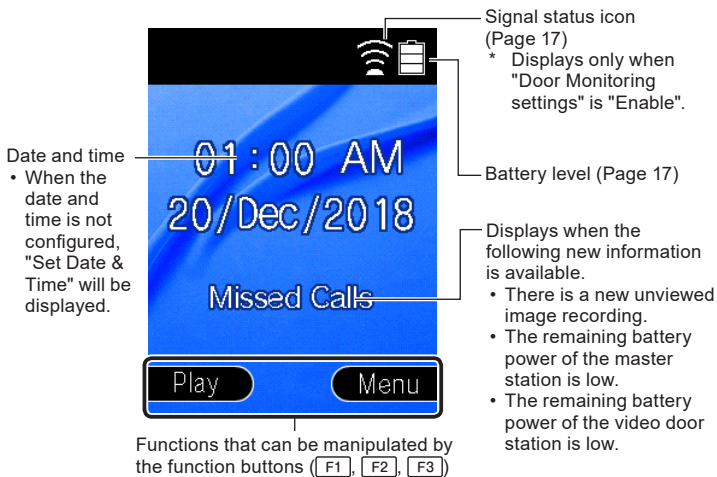 Signal status icon
(Page 17)
* Displays only when
"Door Monitoring
settings" is "Enable".
Date and time
• When the
date and
time is not
configured,
"Set Date &
Time" will be
displayed.
01:00 AM
20/Dec/2018
Missed Calls
Play
Menu
Battery level (Page 17)
Displays when the
following new information
is available.
• There is a new unviewed
image recording.
• The remaining battery
power of the master
station is low.
• The remaining battery
power of the video door
station is low.
Functions that can be manipulated by
the function buttons (F1, F2, F3)